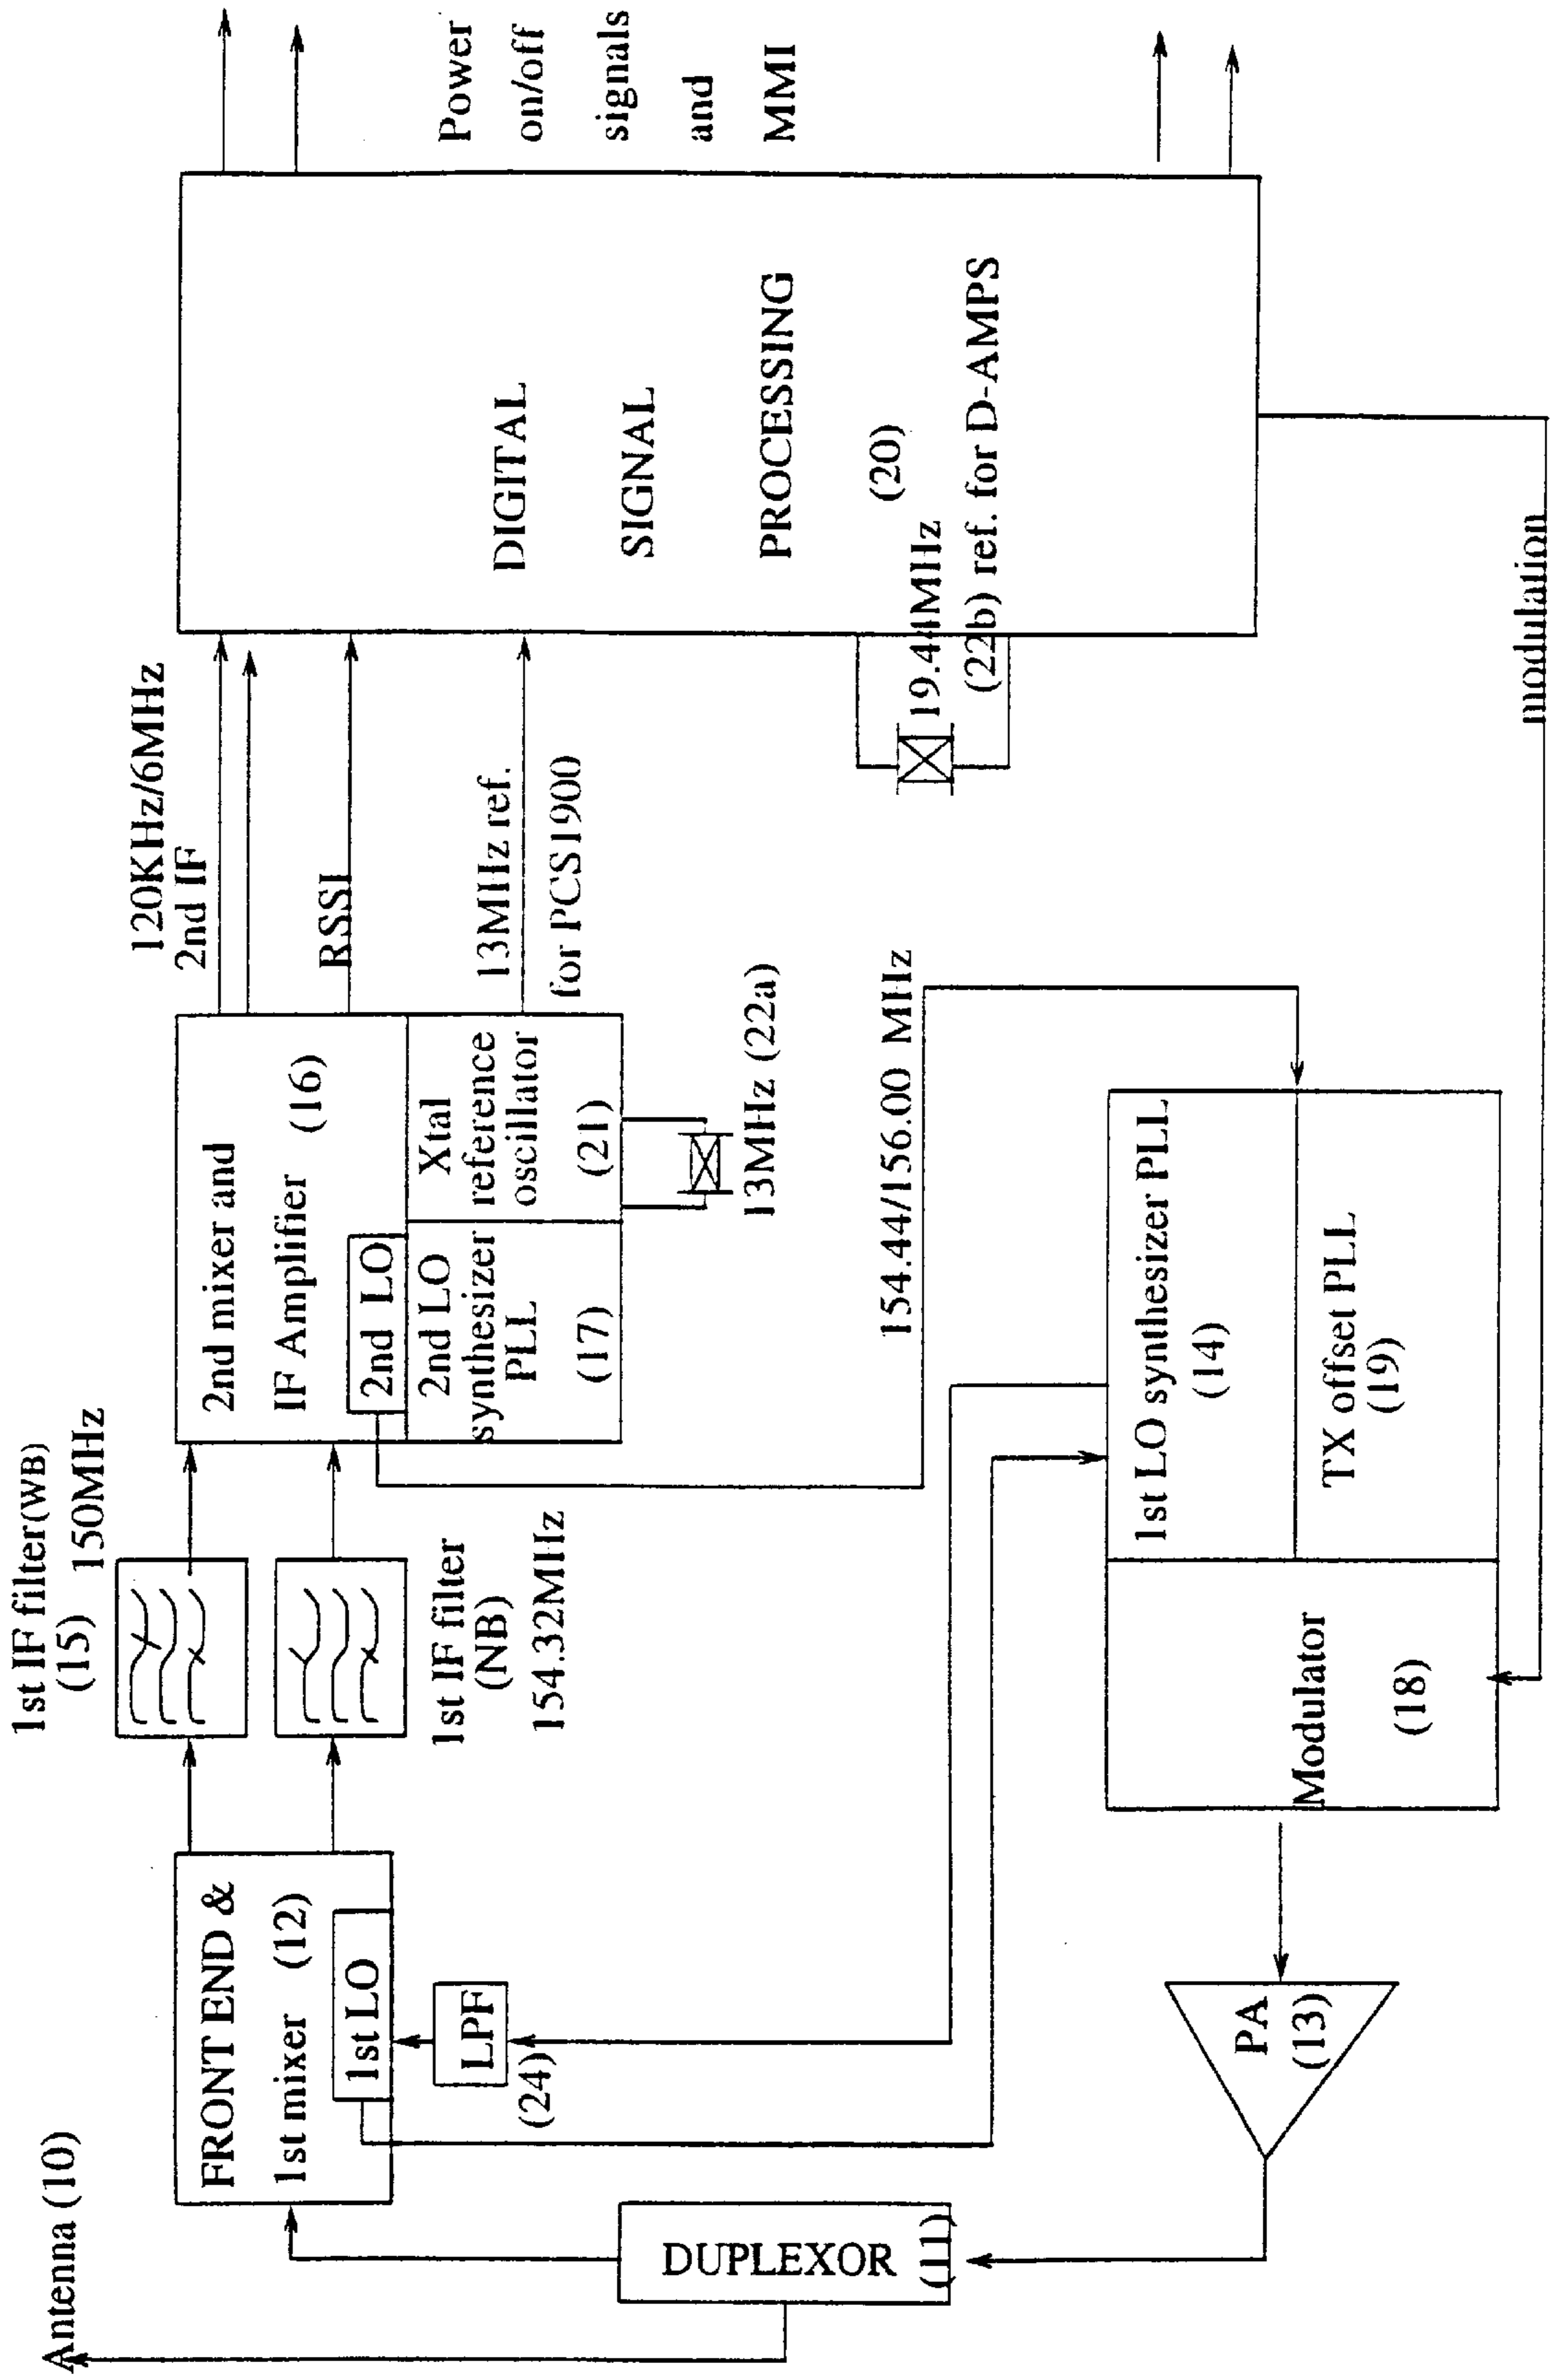 Antenna (10)
DUPLEXOR
(11)
FRONT END &
1st mixer (12)
1st LO
LPF
(24)
1st IF filter(WB)
(15) 150MHz
1st IF filter
(NB)
154.32MHz
2nd mixer and
IF Amplifier (16)
2nd LO
2nd LO
synthesizer
PLL
(17)
Xtal
reference
oscillator
(21)
13MHz (22a)
120KHz/6MHz
2nd IF
RSSI
13MHz ref.
for PCS1900
DIGITAL
SIGNAL
PROCESSING
(20)
19.44MHz
(22b) ref. for D-AMPS
Power
on/off
signals
and
MMI
154.44/156.00 MHz
1st LO synthesizer PLL
(14)
TX offset PLL
(19)
Modulator
(18)
PA
(13)
modulation